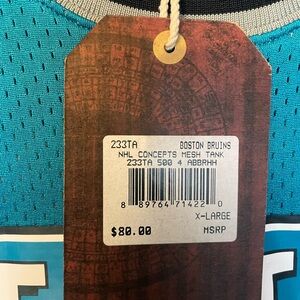 233TA BOSTON BRUINS
NHL CONCEPTS MESH TANK
233TA 500 4 ABBRHH
8 89764 71422 0
X-LARGE
$80.00 MSRP